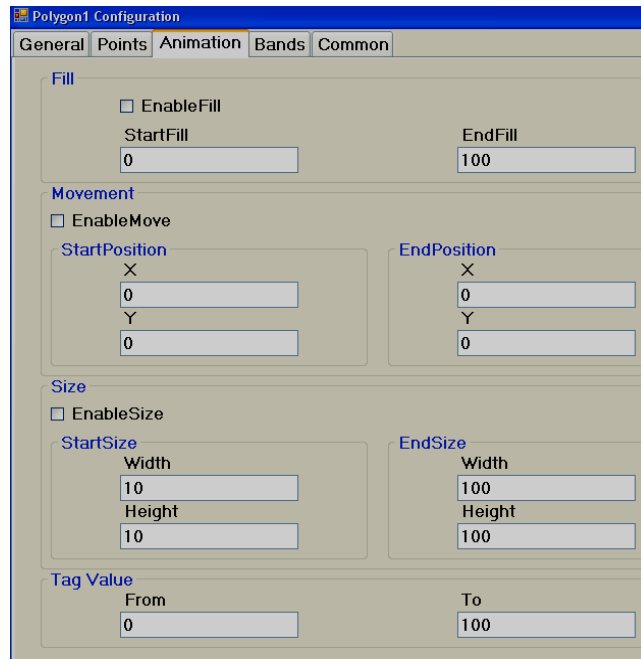 Polygon1 Configuration
General Points Animation Bands Common
Fill
EnableFill
StartFill EndFill
0 100
Movement
EnableMove
StartPosition EndPosition
X X
0 0
Y Y
0 0
Size
EnableSize
StartSize EndSize
Width Width
10 100
Height Height
10 100
Tag Value
From To
0 100